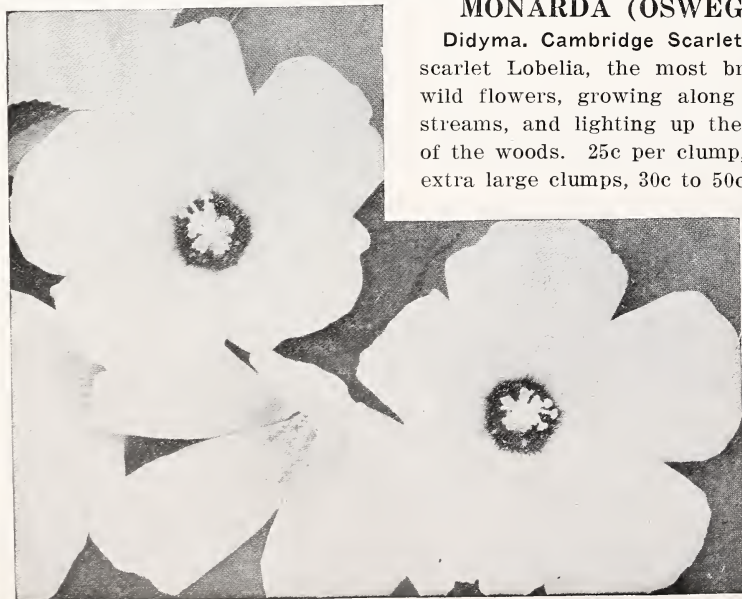 MONARDA (OSWEG
Didyma. Cambridge Scarlet
scarlet Lobelia, the most br
wild flowers, growing along
streams, and lighting up the
of the woods. 25c per clump,
extra large clumps, 30c to 50c